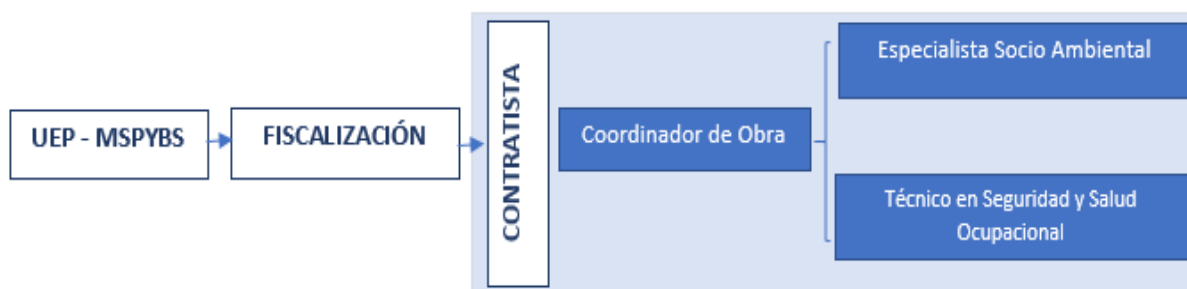 UEP - MSPYBS
FISCALIZACIÓN
CONTRATISTA
Coordinador de Obra
Especialista Socio Ambiental
Técnico en Seguridad y Salud
Ocupacional